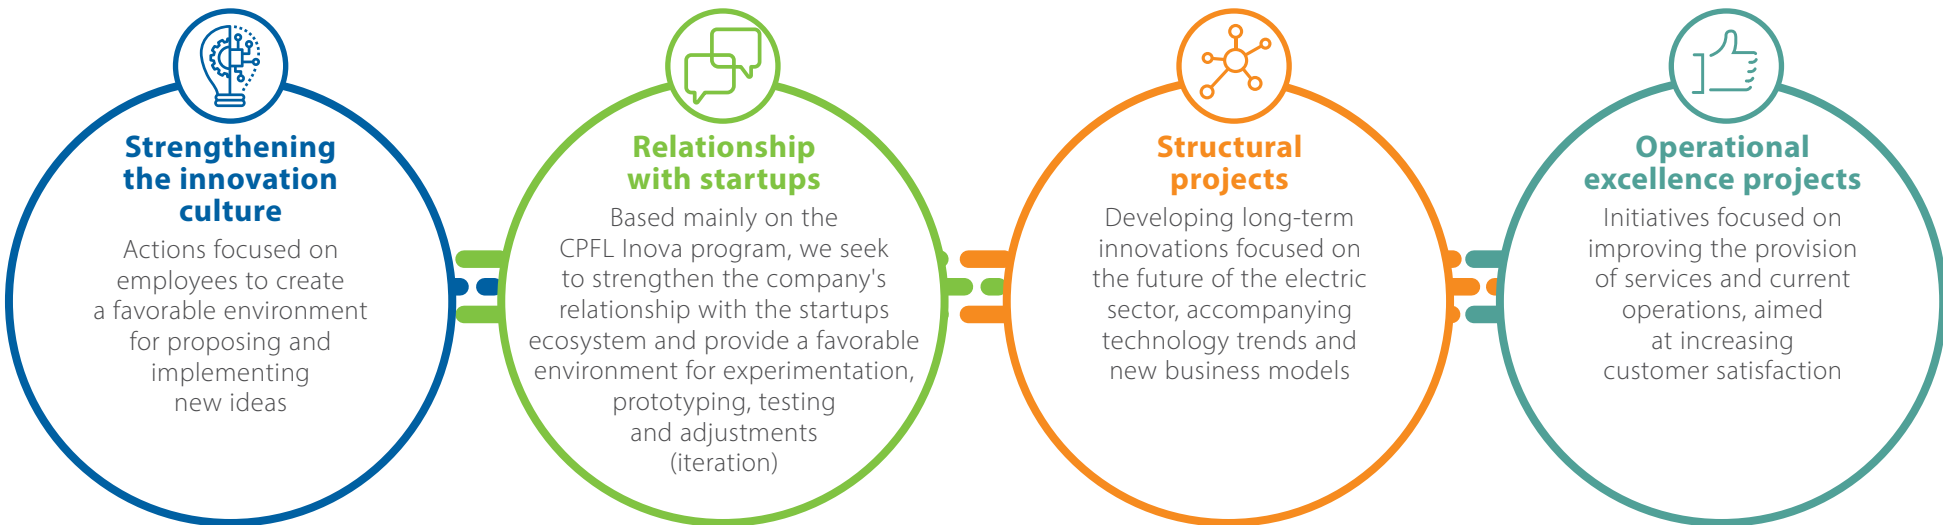 Strengthening
the innovation
culture
Actions focused on
employees to create
a favorable environment
for proposing and
implementing
new ideas
Relationship
with startups
Based mainly on the
CPFL Inova program, we seek
to strengthen the company's
relationship with the startups
ecosystem and provide a favorable
environment for experimentation,
prototyping, testing
and adjustments
(iteration)
Structural
projects
Developing long-term
innovations focused on
the future of the electric
sector, accompanying
technology trends and
new business models
Operational
excellence projects
Initiatives focused on
improving the provision
of services and current
operations, aimed
at increasing
customer satisfaction